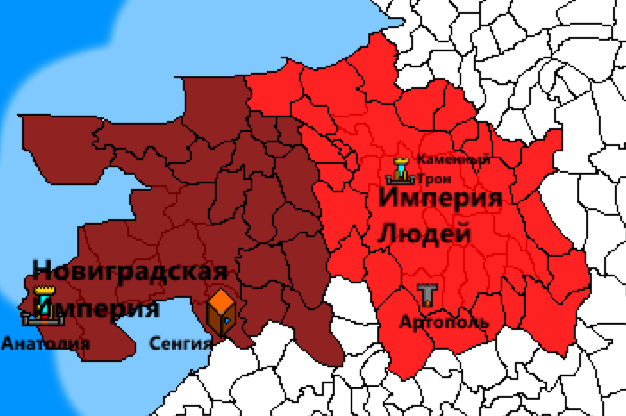 Каменный
Трон
Империя
Людей
Новиградская
Империя
Артополь
Анатолия
Сенгия